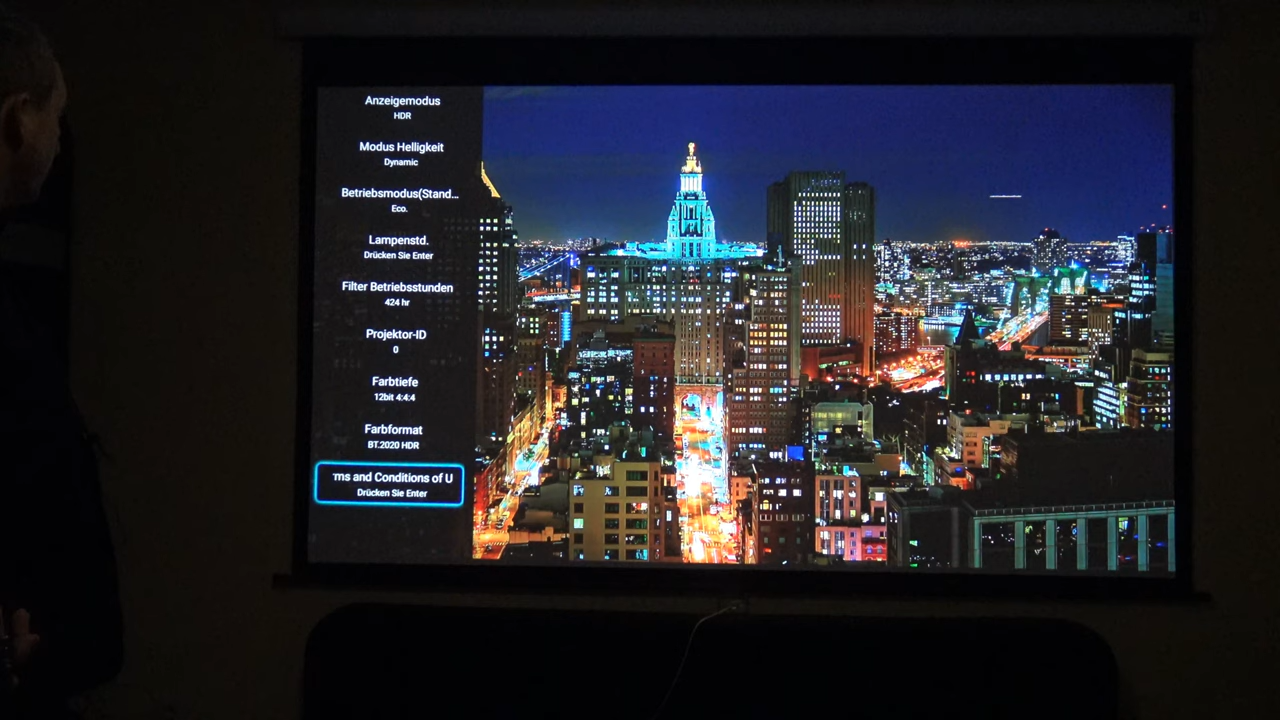 Anzeigemodus
HDR
Modus Helligkeit
Dynamic
Betriebsmodus(Stand...
Eco.
Lampenstd.
Drücken Sie Enter
Filter Betriebsstunden
424 hr
Projektor-ID
0
Farbtiefe
12bit 4:4:4
Farbformat
BT.2020 HDR
rms and Conditions of U
Drücken Sie Enter